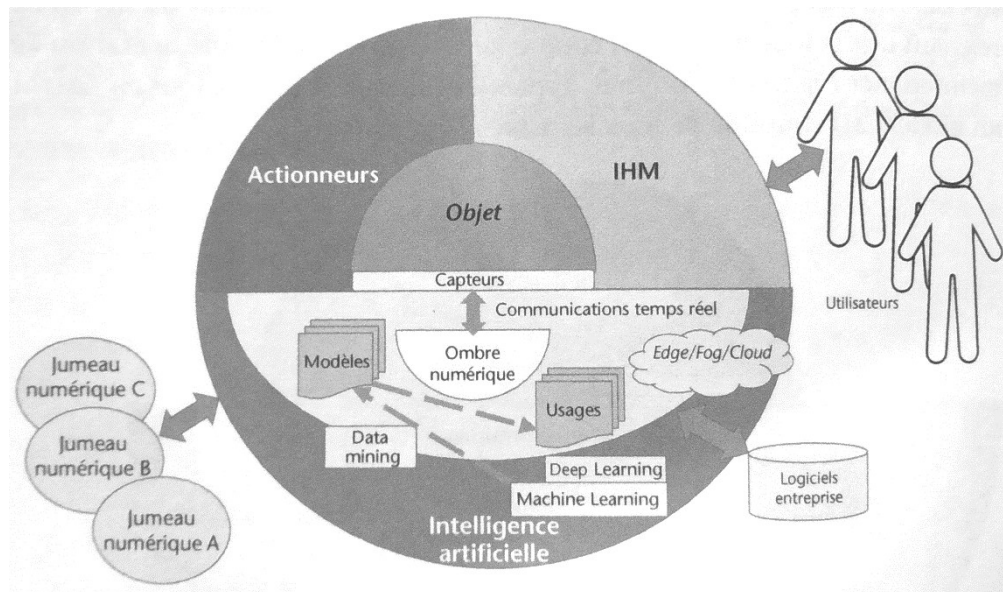 Actionneurs
IHM
Objet
Capteurs
Communications temps réel
Utilisateurs
Modèles
Ombre
numérique
Edge/Fog/Cloud
Usages
Jumeau
numérique C
Jumeau
numérique B
Jumeau
numérique A
Data
mining
Deep Learning
Machine Learning
Logiciels
entreprise
Intelligence
artificielle